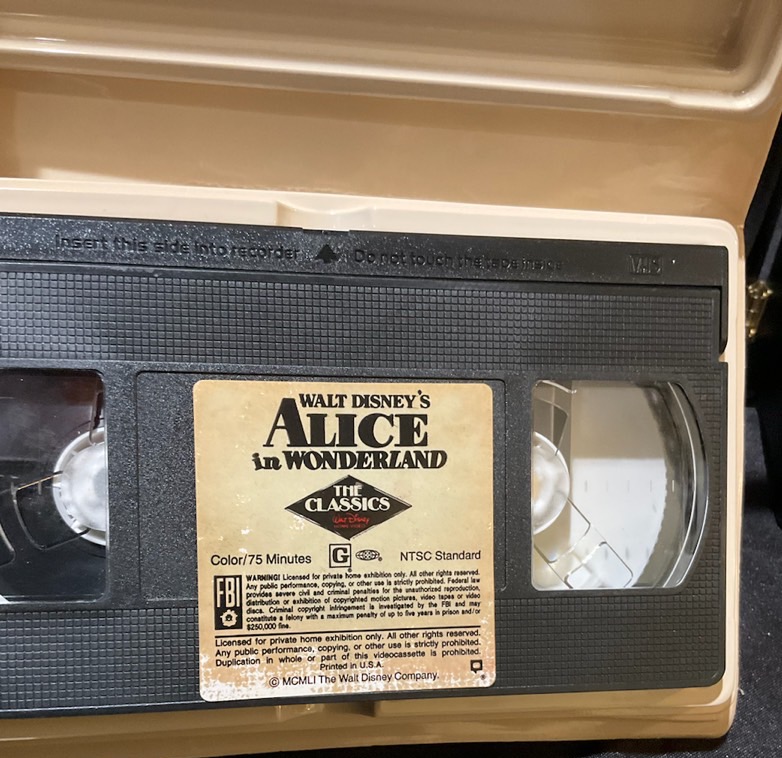 Insert this side into recorder ▲ Do not touch the tape inside VHS
WALT DISNEY'S
ALICE
in WONDERLAND
THE
CLASSICS
Walt Disney
HOME VIDEO
Color/75 Minutes G NTSC Standard
FBI
WARNING! Licensed for private home exhibition only. All other rights reserved.
Any public performance, copying, or other use is strictly prohibited. Federal law
provides severe civil and criminal penalties for the unauthorized reproduction,
distribution or exhibition of copyrighted motion pictures, video tapes or video
discs. Criminal copyright infringement is investigated by the FBI and may
constitute a felony with a maximum penalty of up to five years in prison and/or
$250,000 fine.
Licensed for private home exhibition only. All other rights reserved.
Any public performance, copying, or other use is strictly prohibited.
Duplication in whole or part of this videocassette is prohibited.
Printed in U.S.A.
© MCMLI The Walt Disney Company.